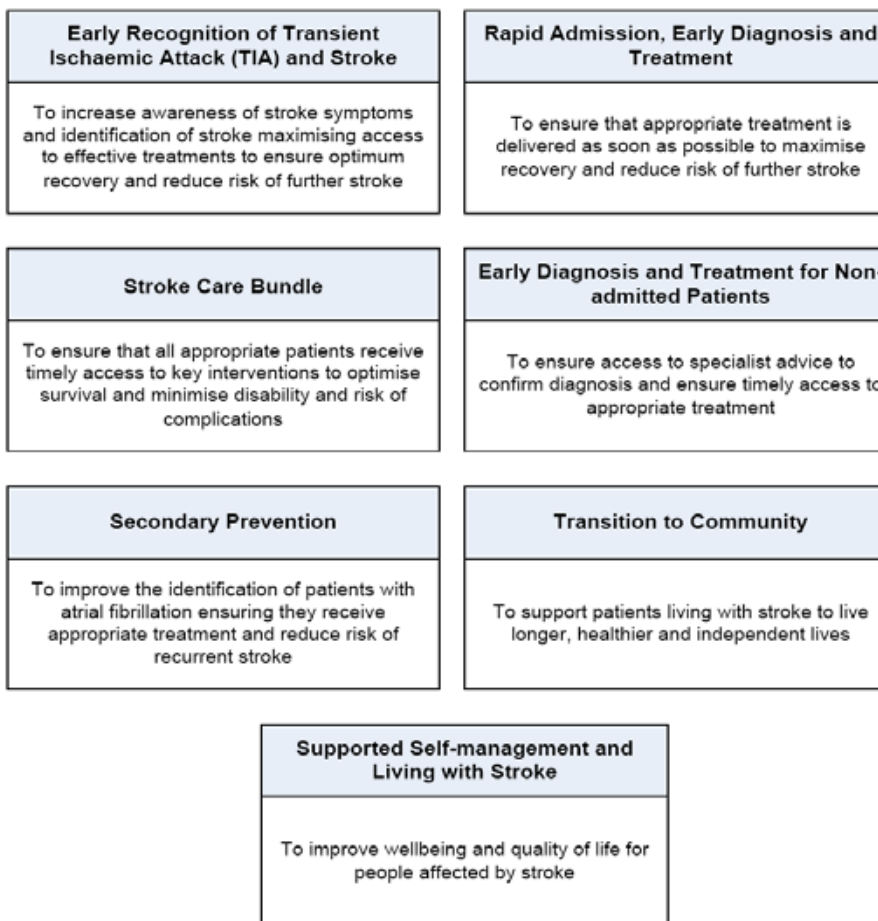 Early Recognition of Transient
Ischaemic Attack (TIA) and Stroke
To increase awareness of stroke symptoms
and identification of stroke maximising access
to effective treatments to ensure optimum
recovery and reduce risk of further stroke
Rapid Admission, Early Diagnosis and
Treatment
To ensure that appropriate treatment is
delivered as soon as possible to maximise
recovery and reduce risk of further stroke
Stroke Care Bundle
To ensure that all appropriate patients receive
timely access to key interventions to optimise
survival and minimise disability and risk of
complications
Early Diagnosis and Treatment for Non-
admitted Patients
To ensure access to specialist advice to
confirm diagnosis and ensure timely access to
appropriate treatment
Secondary Prevention
To improve the identification of patients with
atrial fibrillation ensuring they receive
appropriate treatment and reduce risk of
recurrent stroke
Transition to Community
To support patients living with stroke to live
longer, healthier and independent lives
Supported Self-management and
Living with Stroke
To improve wellbeing and quality of life for
people affected by stroke